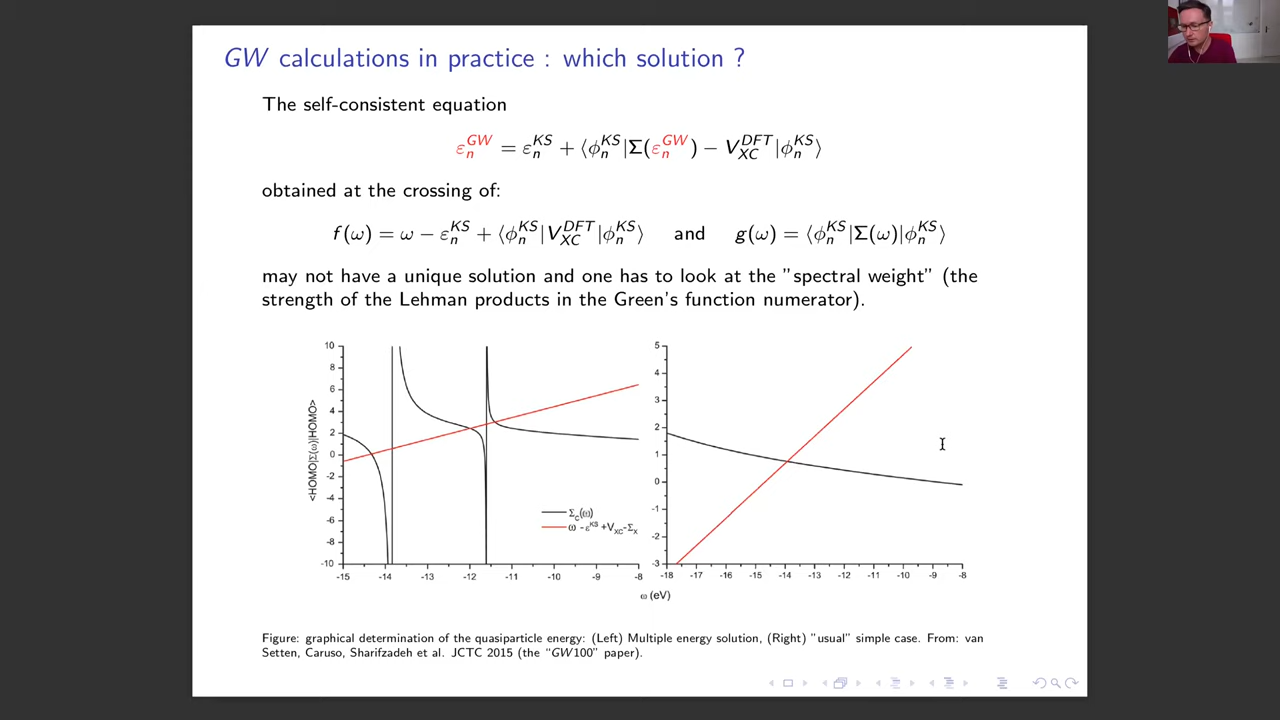 GW calculations in practice : which solution ?
The self-consistent equation
ε_n^{GW} = ε_n^{KS} + ⟨ϕ_n^{KS}|Σ(ε_n^{GW}) − V_{XC}^{DFT}|ϕ_n^{KS}⟩
obtained at the crossing of:
f(ω) = ω − ε_n^{KS} + ⟨ϕ_n^{KS}|V_{XC}^{DFT}|ϕ_n^{KS}⟩ and g(ω) = ⟨ϕ_n^{KS}|Σ(ω)|ϕ_n^{KS}⟩
may not have a unique solution and one has to look at the ”spectral weight” (the
strength of the Lehman products in the Green's function numerator).
<HOMO|Σ(ω)|HOMO>
10
8
6
4
2
0
-2
-4
-6
-8
-10
-15 -14 -13 -12 -11 -10 -9 -8
Σ_C(ω)
ω -ε^{KS} +V_{XC}-Σ_X
5
4
3
2
1
0
-1
-2
-3
-18 -17 -16 -15 -14 -13 -12 -11 -10 -9 -8
ω (eV)
Figure: graphical determination of the quasiparticle energy: (Left) Multiple energy solution, (Right) ”usual” simple case. From: van
Setten, Caruso, Sharifzadeh et al. JCTC 2015 (the “GW100” paper).